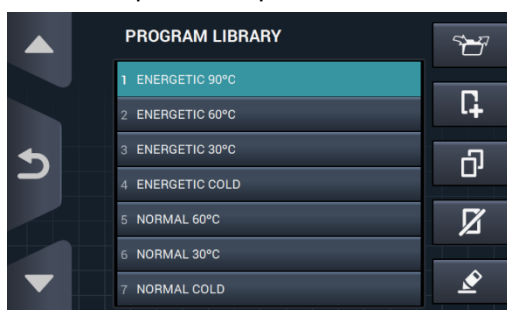 PROGRAM LIBRARY
1 ENERGETIC 90ºC
2 ENERGETIC 60ºC
3 ENERGETIC 30ºC
4 ENERGETIC COLD
5 NORMAL 60ºC
6 NORMAL 30ºC
7 NORMAL COLD